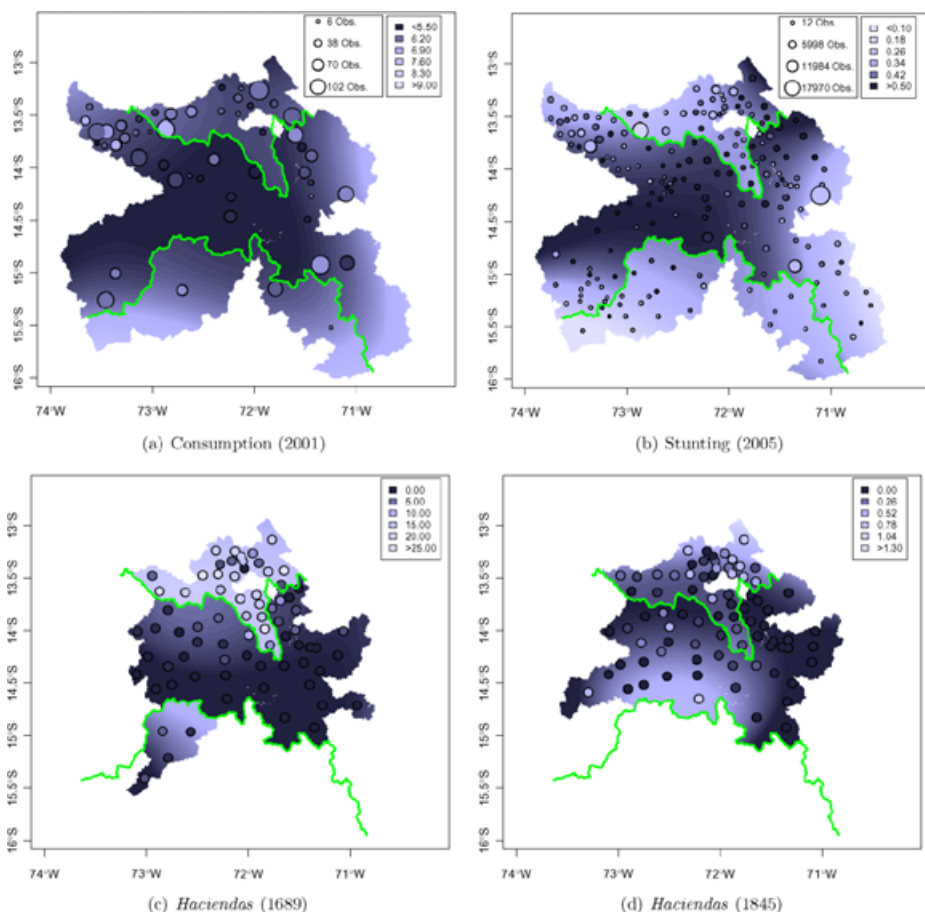 6 Obs.
38 Obs.
70 Obs.
102 Obs.
<5.50
6.20
6.90
7.60
8.30
>9.00
13°S
13.5°S
14°S
14.5°S
15°S
15.5°S
16°S
74°W
73°W
72°W
71°W
(a) Consumption (2001)
12 Obs.
5998 Obs.
11984 Obs.
17970 Obs.
<0.10
0.18
0.26
0.34
0.42
>0.50
13°S
13.5°S
14°S
14.5°S
15°S
15.5°S
16°S
74°W
73°W
72°W
71°W
(b) Stunting (2005)
0.00
5.00
10.00
15.00
20.00
>25.00
13°S
13.5°S
14°S
14.5°S
15°S
15.5°S
16°S
74°W
73°W
72°W
71°W
(c) Haciendas (1689)
0.00
0.26
0.52
0.78
1.04
>1.30
13°S
13.5°S
14°S
14.5°S
15°S
15.5°S
16°S
74°W
73°W
72°W
71°W
(d) Haciendas (1845)